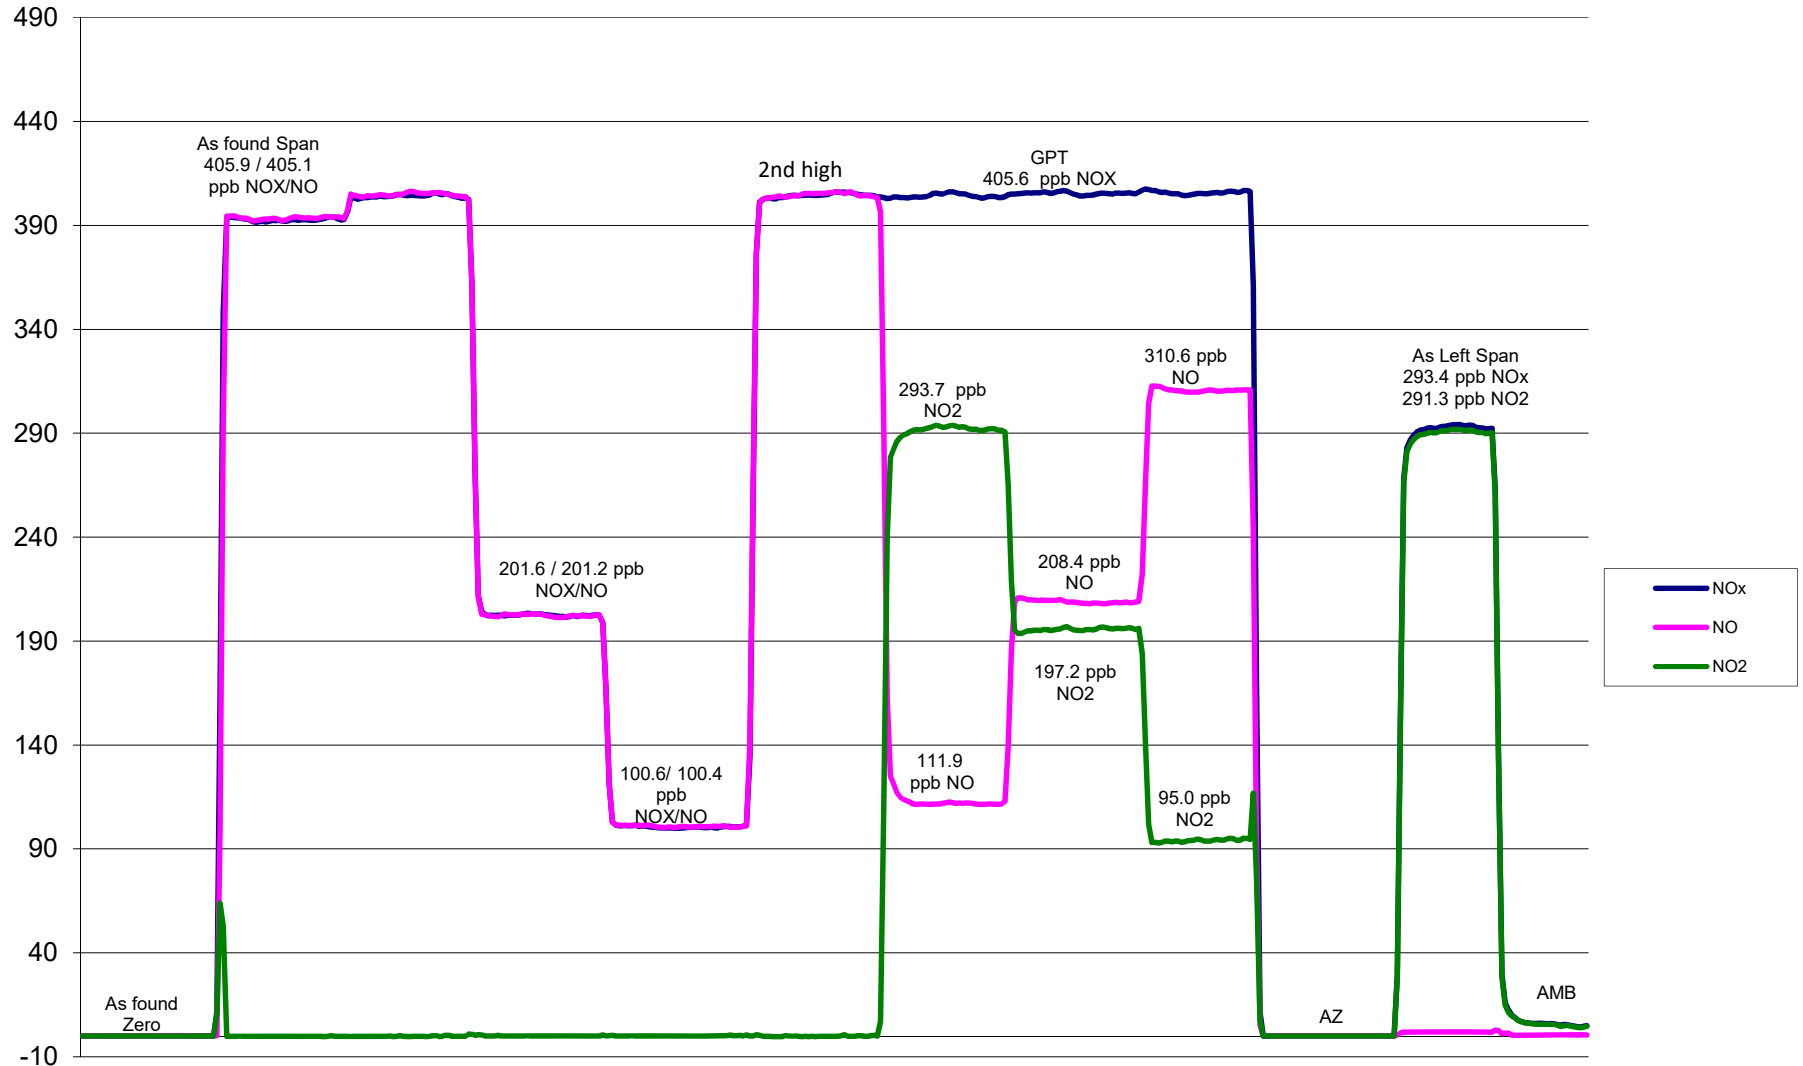 490
440
390
340
290
240
190
140
90
40
-10
As found Span
405.9 / 405.1
ppb NOX/NO
2nd high
GPT
405.6 ppb NOX
310.6 ppb
NO
As Left Span
293.4 ppb NOx
291.3 ppb NO2
293.7 ppb
NO2
201.6 / 201.2 ppb
NOX/NO
208.4 ppb
NO
197.2 ppb
NO2
100.6/ 100.4
ppb
NOX/NO
111.9
ppb NO
95.0 ppb
NO2
As found
Zero
AZ
AMB
NOx
NO
NO2